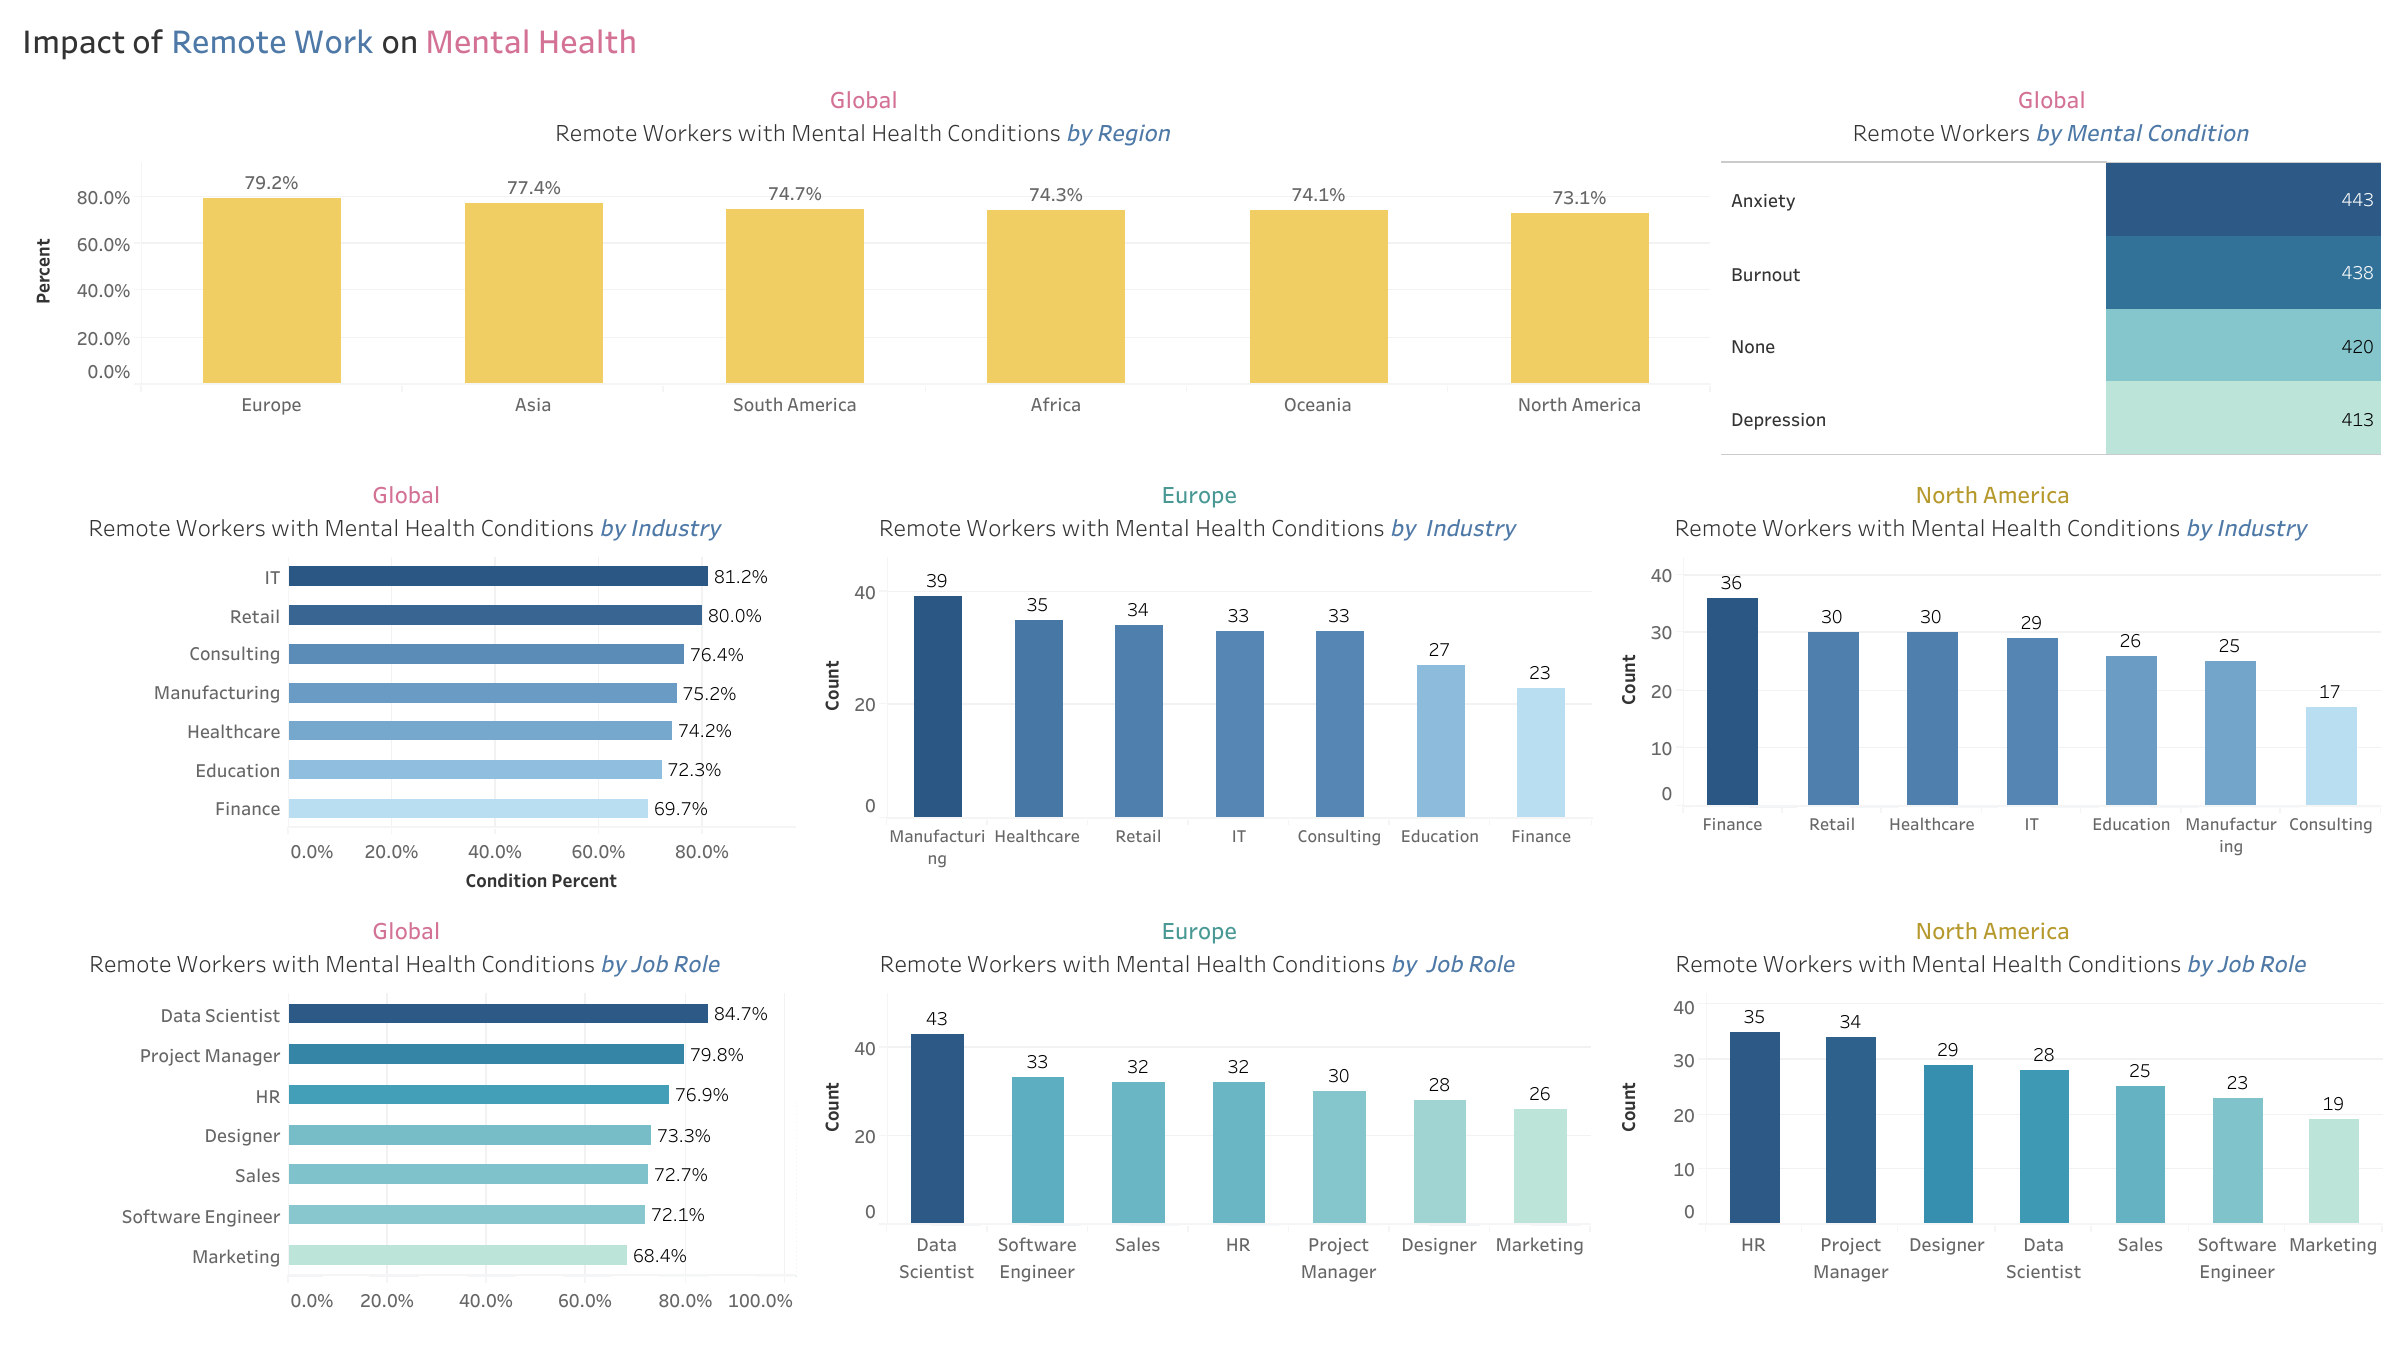 Impact of Remote Work on Mental Health
Global
Remote Workers with Mental Health Conditions by Region
79.2%
77.4%
74.7%
74.3%
74.1%
73.1%
80.0%
60.0%
40.0%
20.0%
0.0%
Percent
Europe
Asia
South America
Africa
Oceania
North America
Global
Remote Workers by Mental Condition
Anxiety 443
Burnout 438
None 420
Depression 413
Global
Remote Workers with Mental Health Conditions by Industry
IT 81.2%
Retail 80.0%
Consulting 76.4%
Manufacturing 75.2%
Healthcare 74.2%
Education 72.3%
Finance 69.7%
0.0% 20.0% 40.0% 60.0% 80.0%
Condition Percent
Europe
Remote Workers with Mental Health Conditions by Industry
39
35
34
33
33
27
23
40
20
0
Count
Manufacturi
ng
Healthcare
Retail
IT
Consulting
Education
Finance
North America
Remote Workers with Mental Health Conditions by Industry
36
30
30
29
26
25
17
40
30
20
10
0
Count
Finance
Retail
Healthcare
IT
Education
Manufactur
ing
Consulting
Global
Remote Workers with Mental Health Conditions by Job Role
Data Scientist 84.7%
Project Manager 79.8%
HR 76.9%
Designer 73.3%
Sales 72.7%
Software Engineer 72.1%
Marketing 68.4%
0.0% 20.0% 40.0% 60.0% 80.0% 100.0%
Europe
Remote Workers with Mental Health Conditions by Job Role
43
33
32
32
30
28
26
40
20
0
Count
Data
Scientist
Software
Engineer
Sales
HR
Project
Manager
Designer
Marketing
North America
Remote Workers with Mental Health Conditions by Job Role
35
34
29
28
25
23
19
40
30
20
10
0
Count
HR
Project
Manager
Designer
Data
Scientist
Sales
Software
Engineer
Marketing